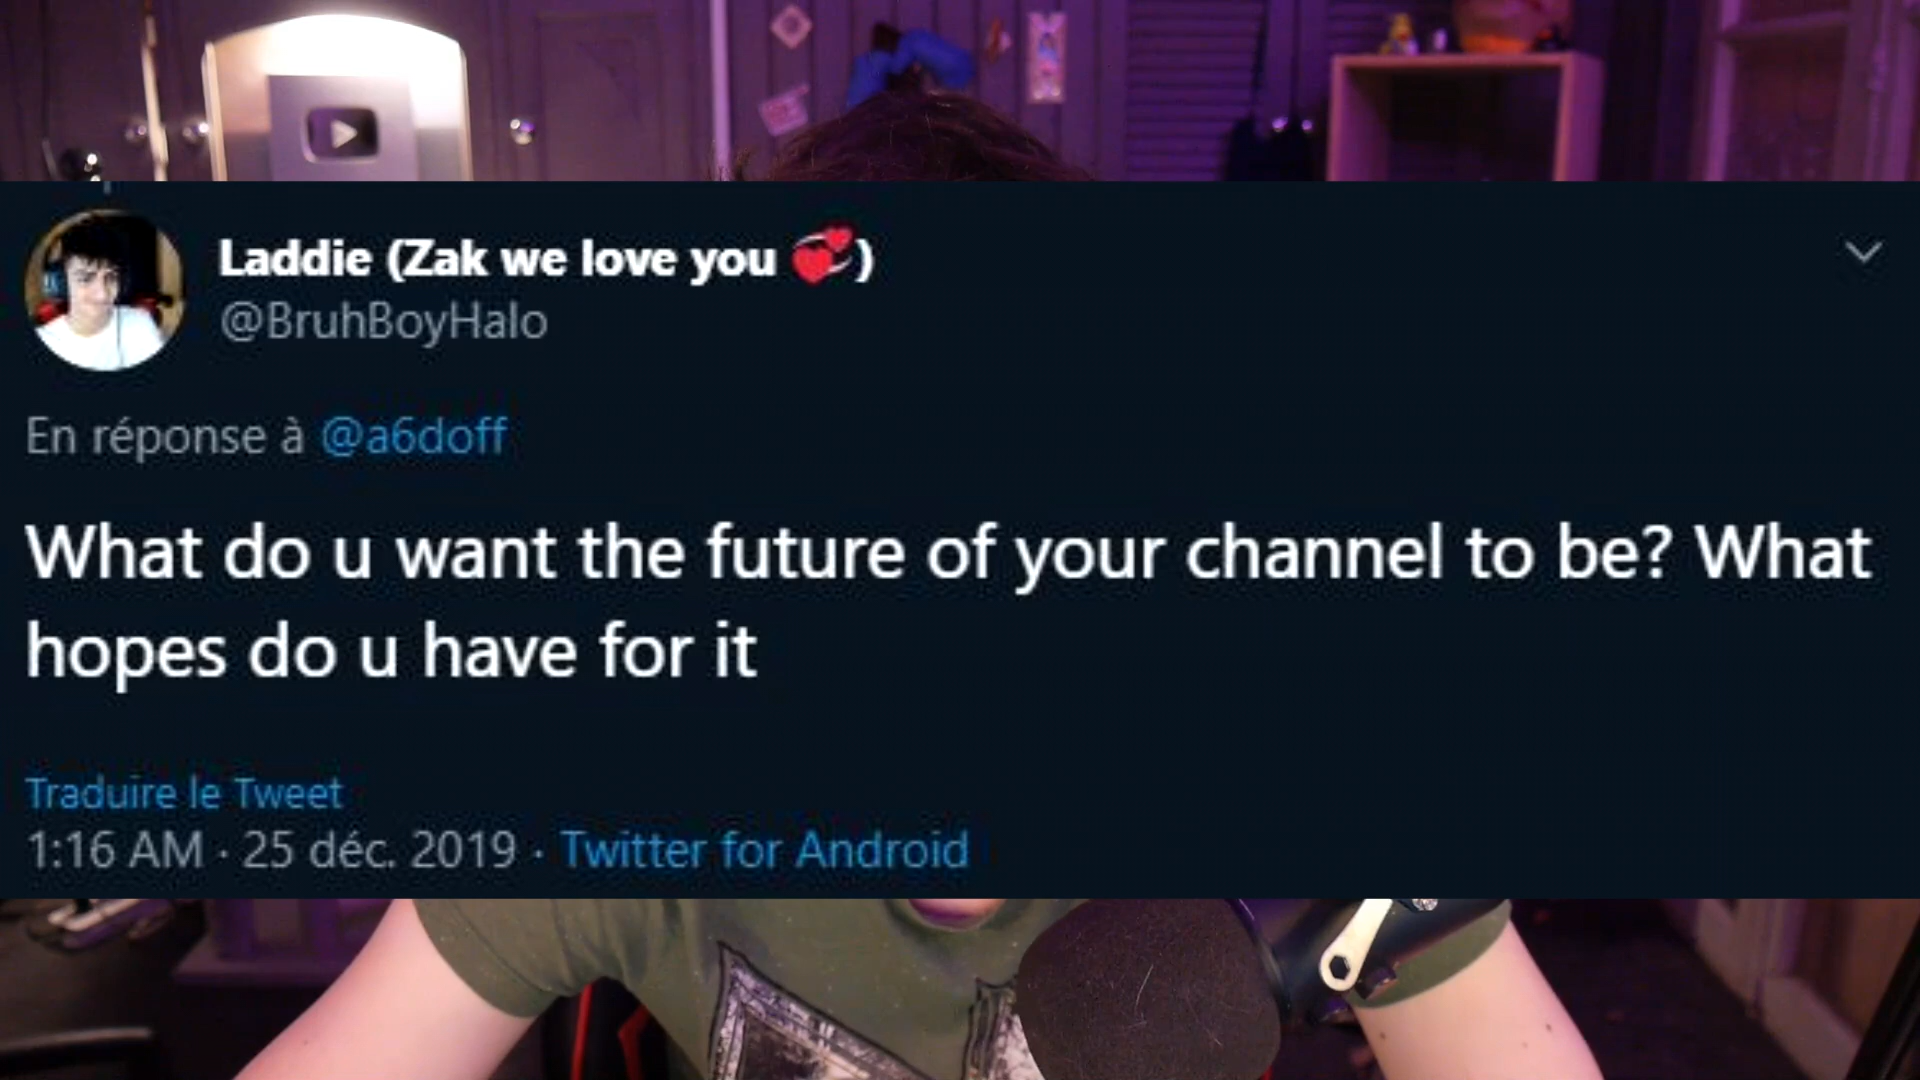 Laddie (Zak we love you 💞)
@BruhBoyHalo
En réponse à @a6doff
What do u want the future of your channel to be? What
hopes do u have for it
Traduire le Tweet
1:16 AM · 25 déc. 2019 · Twitter for Android